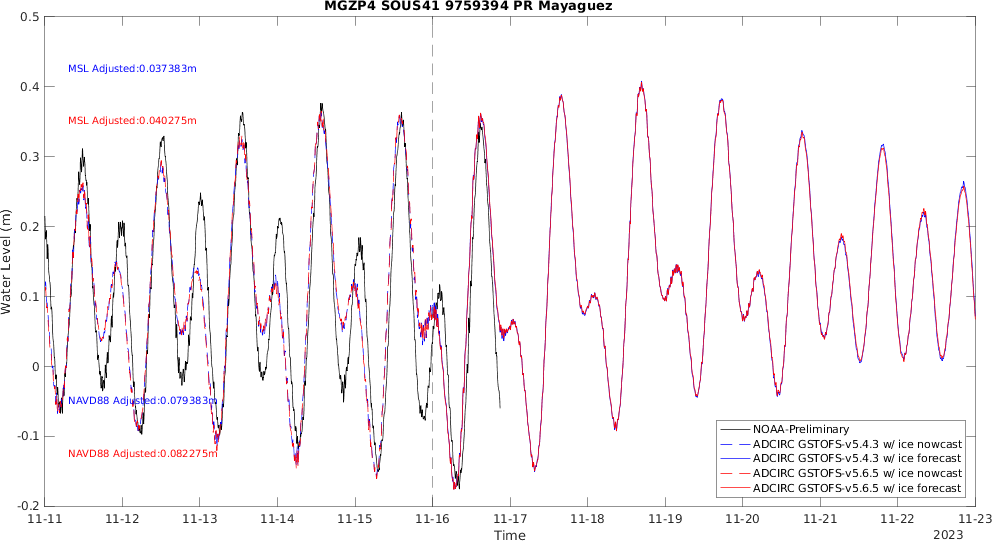 MGZP4 SOUS41 9759394 PR Mayaguez
0.5
0.4
0.3
0.2
0.1
0
-0.1
-0.2
Water Level (m)
MSL Adjusted:0.037383m
MSL Adjusted:0.040275m
NAVD88 Adjusted:0.079383m
NAVD88 Adjusted:0.082275m
NOAA-Preliminary
ADCIRC GSTOFS-v5.4.3 w/ ice nowcast
ADCIRC GSTOFS-v5.4.3 w/ ice forecast
ADCIRC GSTOFS-v5.6.5 w/ ice nowcast
ADCIRC GSTOFS-v5.6.5 w/ ice forecast
11-11 11-12 11-13 11-14 11-15 11-16 11-17 11-18 11-19 11-20 11-21 11-22 11-23
Time
2023